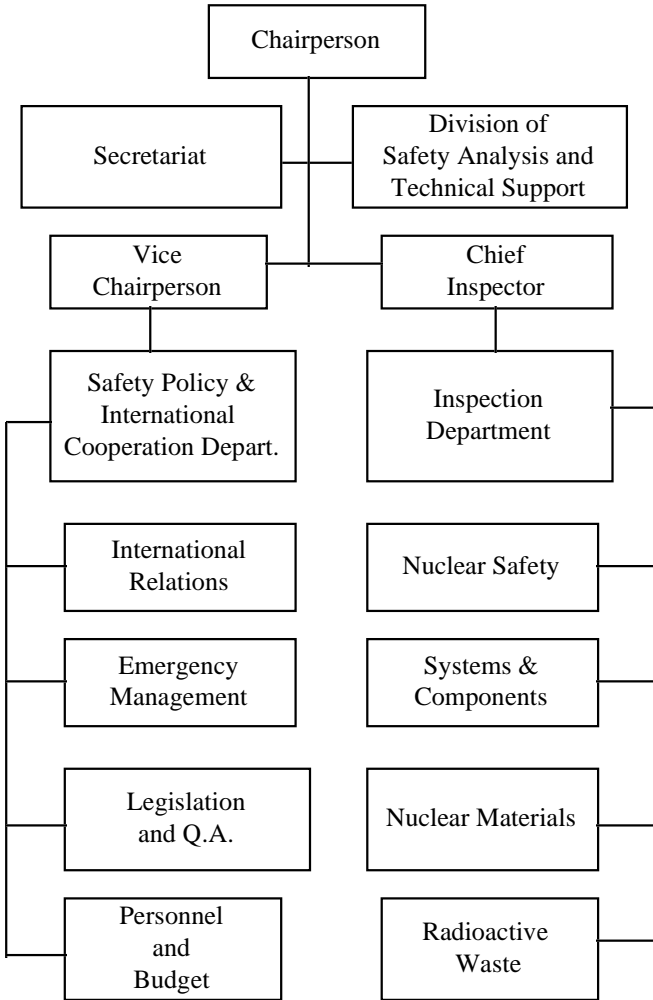 Chairperson
Secretariat
Division of
Safety Analysis and
Technical Support
Vice
Chairperson
Chief
Inspector
Safety Policy &
International
Cooperation Depart.
Inspection
Department
International
Relations
Nuclear Safety
Emergency
Management
Systems &
Components
Legislation
and Q.A.
Nuclear Materials
Personnel
and
Budget
Radioactive
Waste